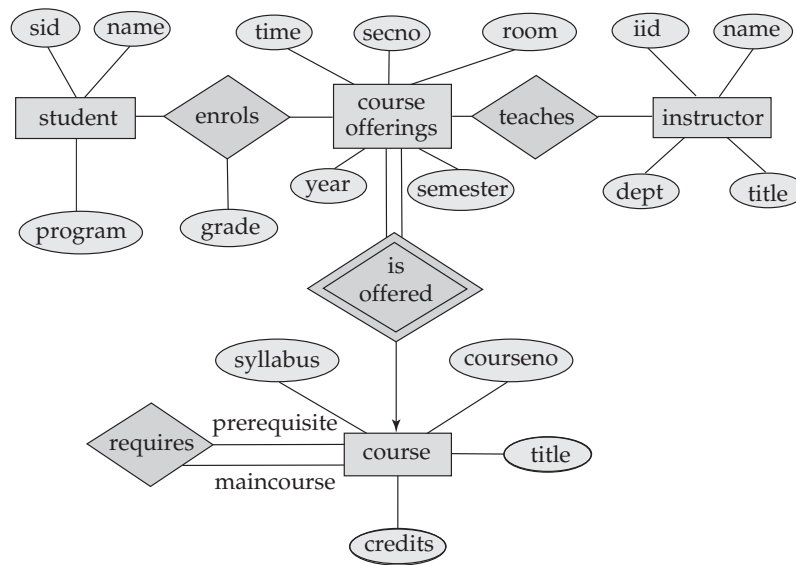 sid
name
time
secno
room
iid
name
student
enrols
course
offerings
teaches
instructor
program
grade
year
semester
dept
title
is
offered
syllabus
courseno
requires
prerequisite
maincourse
course
title
credits